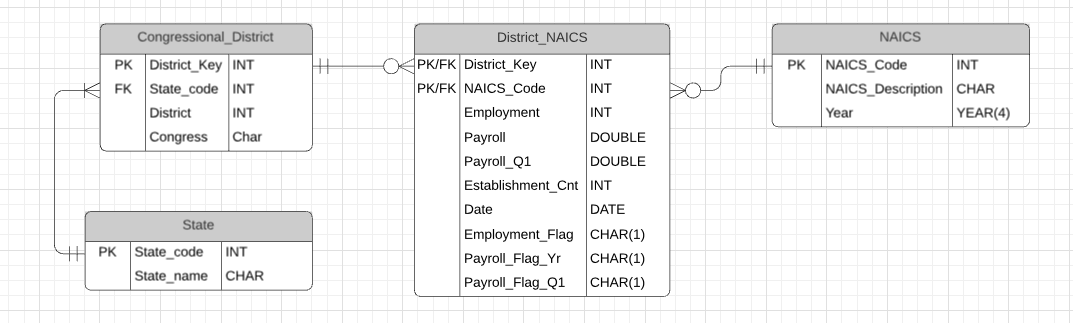 Congressional_District
PK District_Key INT
FK State_code INT
District INT
Congress Char
State
PK State_code INT
State_name CHAR
District_NAICS
PK/FK District_Key INT
PK/FK NAICS_Code INT
Employment INT
Payroll DOUBLE
Payroll_Q1 DOUBLE
Establishment_Cnt INT
Date DATE
Employment_Flag CHAR(1)
Payroll_Flag_Yr CHAR(1)
Payroll_Flag_Q1 CHAR(1)
NAICS
PK NAICS_Code INT
NAICS_Description CHAR
Year YEAR(4)